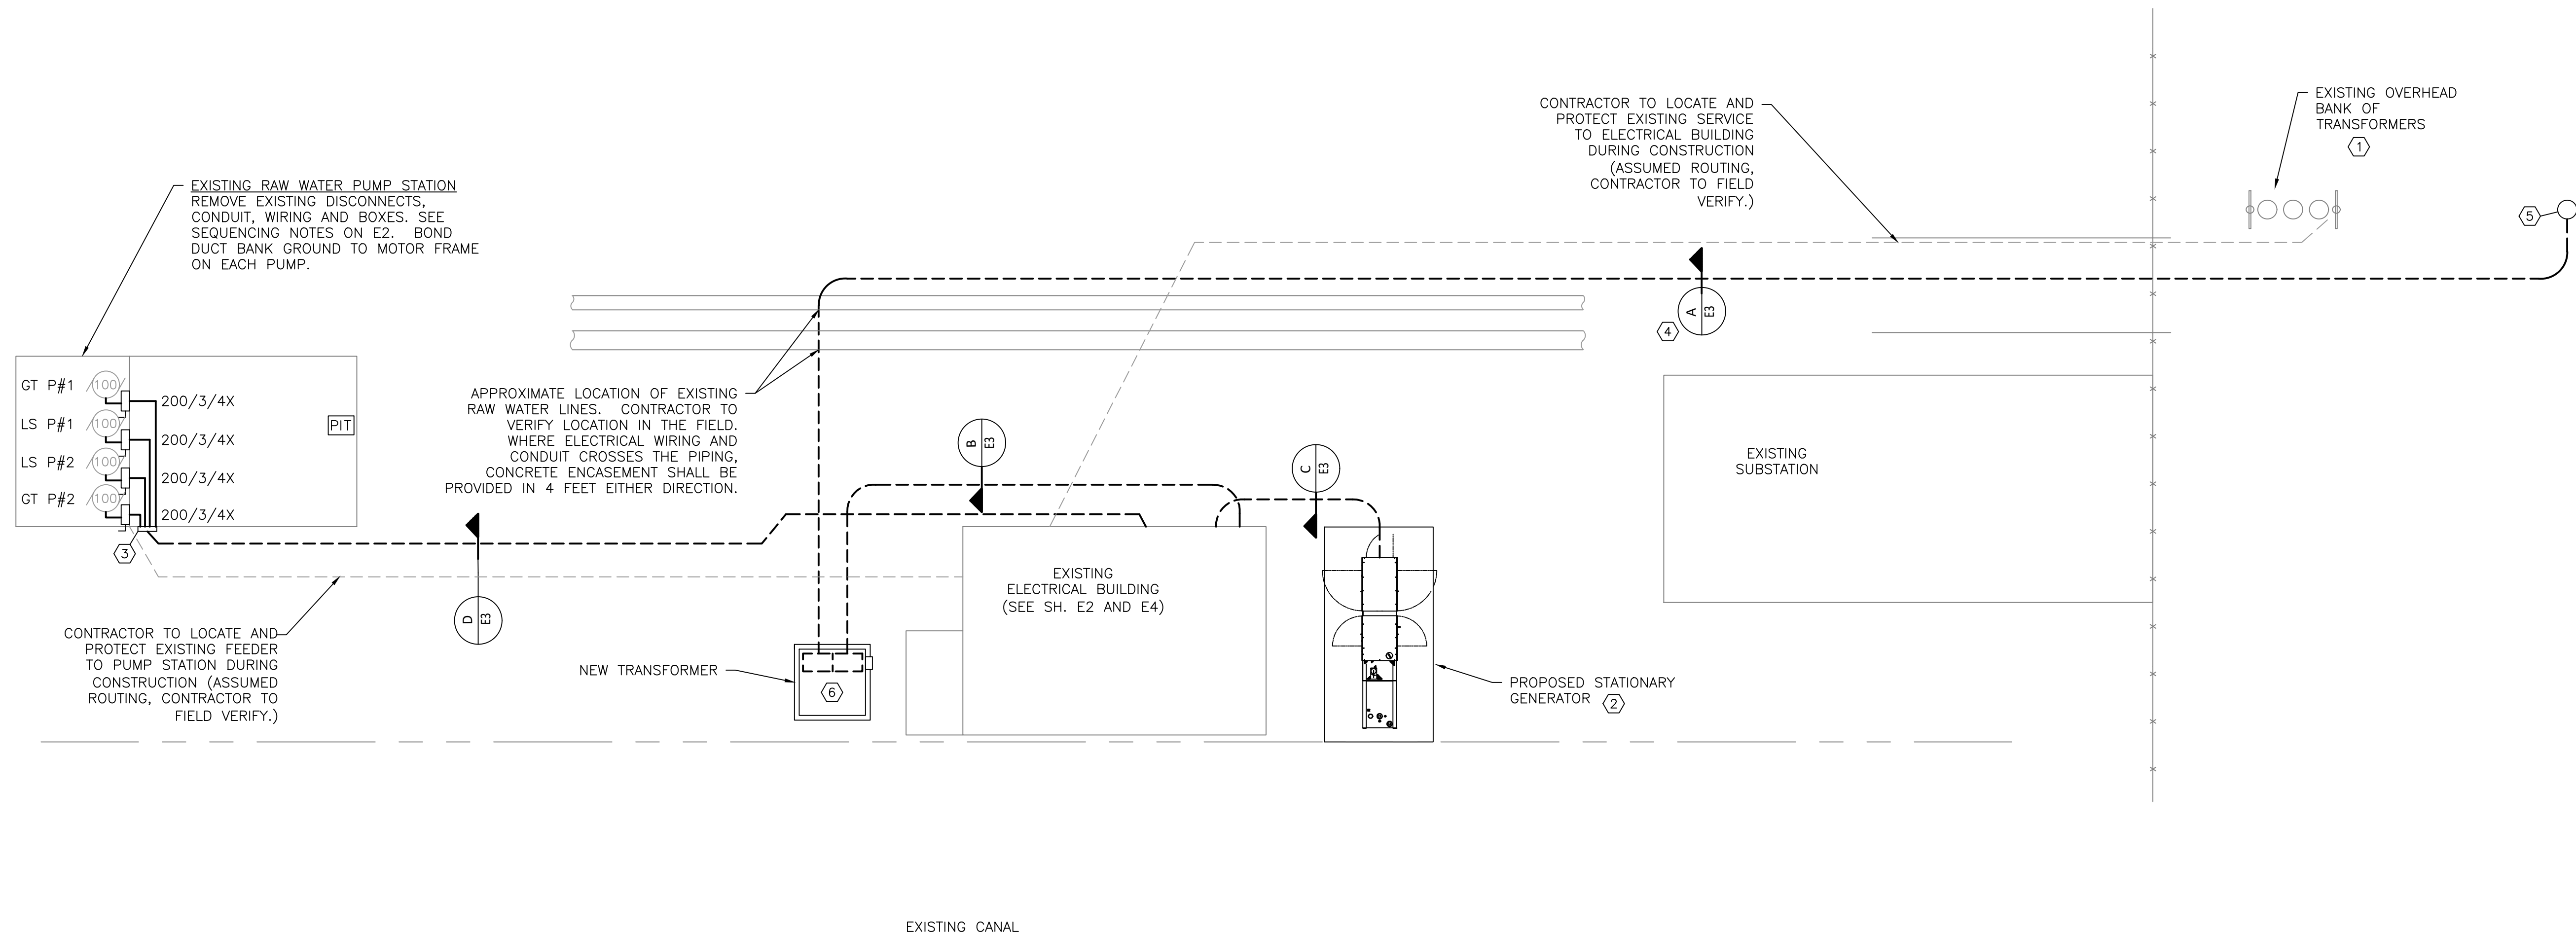 CONTRACTOR TO LOCATE AND
PROTECT EXISTING SERVICE
TO ELECTRICAL BUILDING
DURING CONSTRUCTION
(ASSUMED ROUTING,
CONTRACTOR TO FIELD
VERIFY.)
EXISTING OVERHEAD
BANK OF
TRANSFORMERS
1
5
EXISTING RAW WATER PUMP STATION
REMOVE EXISTING DISCONNECTS,
CONDUIT, WIRING AND BOXES. SEE
SEQUENCING NOTES ON E2. BOND
DUCT BANK GROUND TO MOTOR FRAME
ON EACH PUMP.
A
E3
4
GT P#1
100
200/3/4X
LS P#1
100
200/3/4X
LS P#2
100
200/3/4X
GT P#2
100
200/3/4X
PIT
3
APPROXIMATE LOCATION OF EXISTING
RAW WATER LINES. CONTRACTOR TO
VERIFY LOCATION IN THE FIELD.
WHERE ELECTRICAL WIRING AND
CONDUIT CROSSES THE PIPING,
CONCRETE ENCASEMENT SHALL BE
PROVIDED IN 4 FEET EITHER DIRECTION.
B
E3
C
E3
EXISTING
SUBSTATION
D
E3
EXISTING
ELECTRICAL BUILDING
(SEE SH. E2 AND E4)
CONTRACTOR TO LOCATE AND
PROTECT EXISTING FEEDER
TO PUMP STATION DURING
CONSTRUCTION (ASSUMED
ROUTING, CONTRACTOR TO
FIELD VERIFY.)
NEW TRANSFORMER
6
PROPOSED STATIONARY
GENERATOR
2
EXISTING CANAL